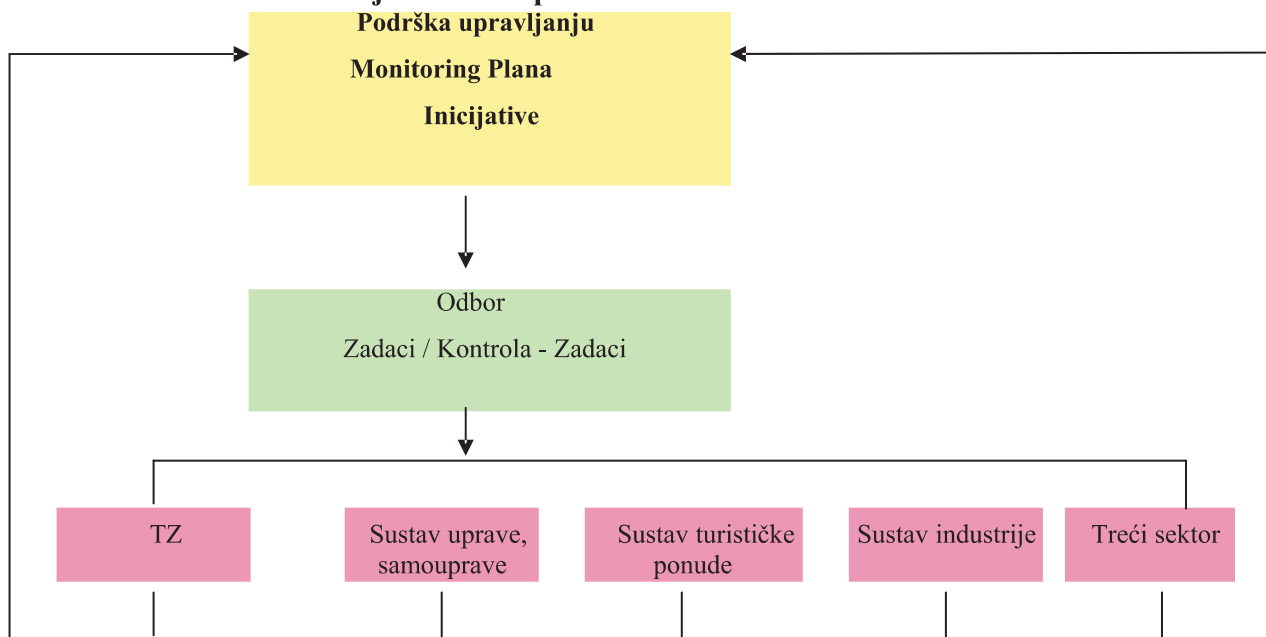 Podrška upravljanju
Monitoring Plana
Inicijative
Odbor
Zadaci / Kontrola - Zadaci
TZ
Sustav uprave,
samouprave
Sustav turističke
ponude
Sustav industrije
Treći sektor